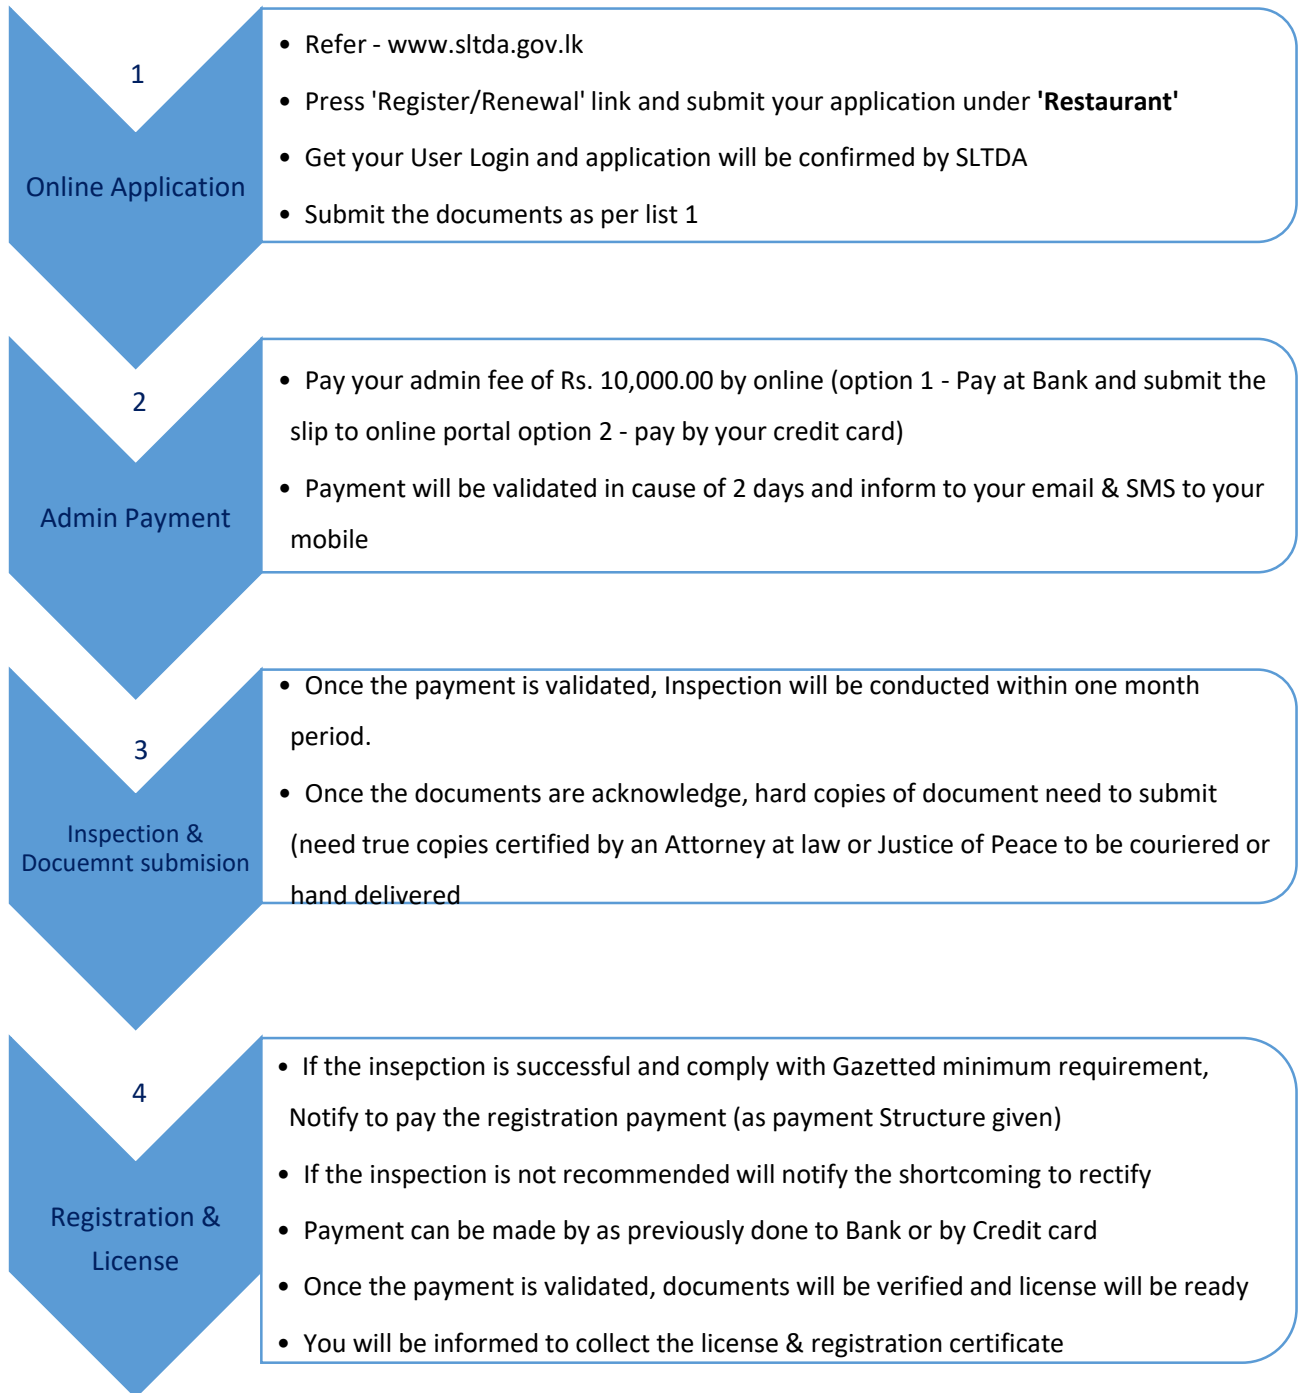 1
Online Application
• Refer - www.sltda.gov.lk
• Press 'Register/Renewal' link and submit your application under 'Restaurant'
• Get your User Login and application will be confirmed by SLTDA
• Submit the documents as per list 1
2
Admin Payment
• Pay your admin fee of Rs. 10,000.00 by online (option 1 - Pay at Bank and submit the
slip to online portal option 2 - pay by your credit card)
• Payment will be validated in cause of 2 days and inform to your email & SMS to your
mobile
3
Inspection &
Docuemnt submision
• Once the payment is validated, Inspection will be conducted within one month
period.
• Once the documents are acknowledge, hard copies of document need to submit
(need true copies certified by an Attorney at law or Justice of Peace to be couriered or
hand delivered
4
Registration &
License
• If the insepction is successful and comply with Gazetted minimum requirement,
Notify to pay the registration payment (as payment Structure given)
• If the inspection is not recommended will notify the shortcoming to rectify
• Payment can be made by as previously done to Bank or by Credit card
• Once the payment is validated, documents will be verified and license will be ready
• You will be informed to collect the license & registration certificate